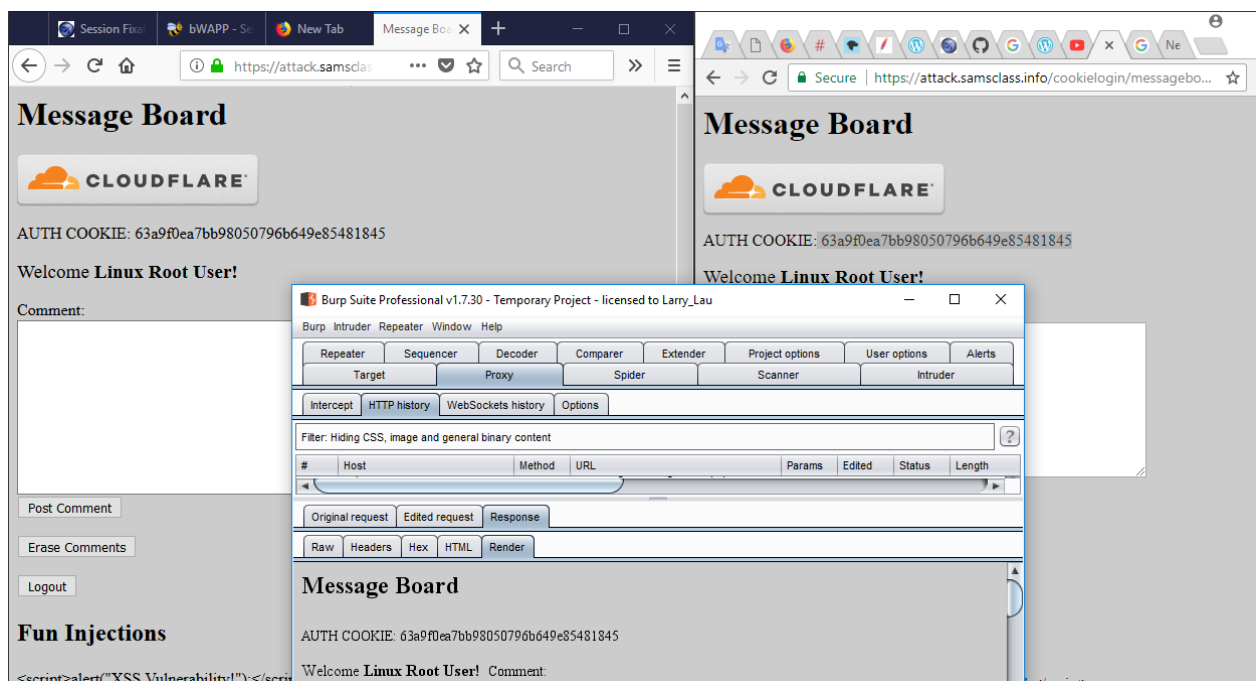 Session Fixat
bWAPP - Se
New Tab
Message Boa
https://attack.samsclas
Search
Message Board
CLOUDFLARE
AUTH COOKIE: 63a9f0ea7bb98050796b649e85481845
Welcome Linux Root User!
Comment:
Post Comment
Erase Comments
Logout
Fun Injections
<script>alert("XSS Vulnerability!");</scri
Ne
Secure | https://attack.samsclass.info/cookielogin/messagebo...
Message Board
CLOUDFLARE
AUTH COOKIE: 63a9f0ea7bb98050796b649e85481845
Welcome Linux Root User!
Burp Suite Professional v1.7.30 - Temporary Project - licensed to Larry_Lau
Burp Intruder Repeater Window Help
Repeater Sequencer Decoder Comparer Extender Project options User options Alerts
Target Proxy Spider Scanner Intruder
Intercept HTTP history WebSockets history Options
Filter: Hiding CSS, image and general binary content
?
# Host Method URL Params Edited Status Length
Original request Edited request Response
Raw Headers Hex HTML Render
Message Board
AUTH COOKIE: 63a9f0ea7bb98050796b649e85481845
Welcome Linux Root User! Comment: